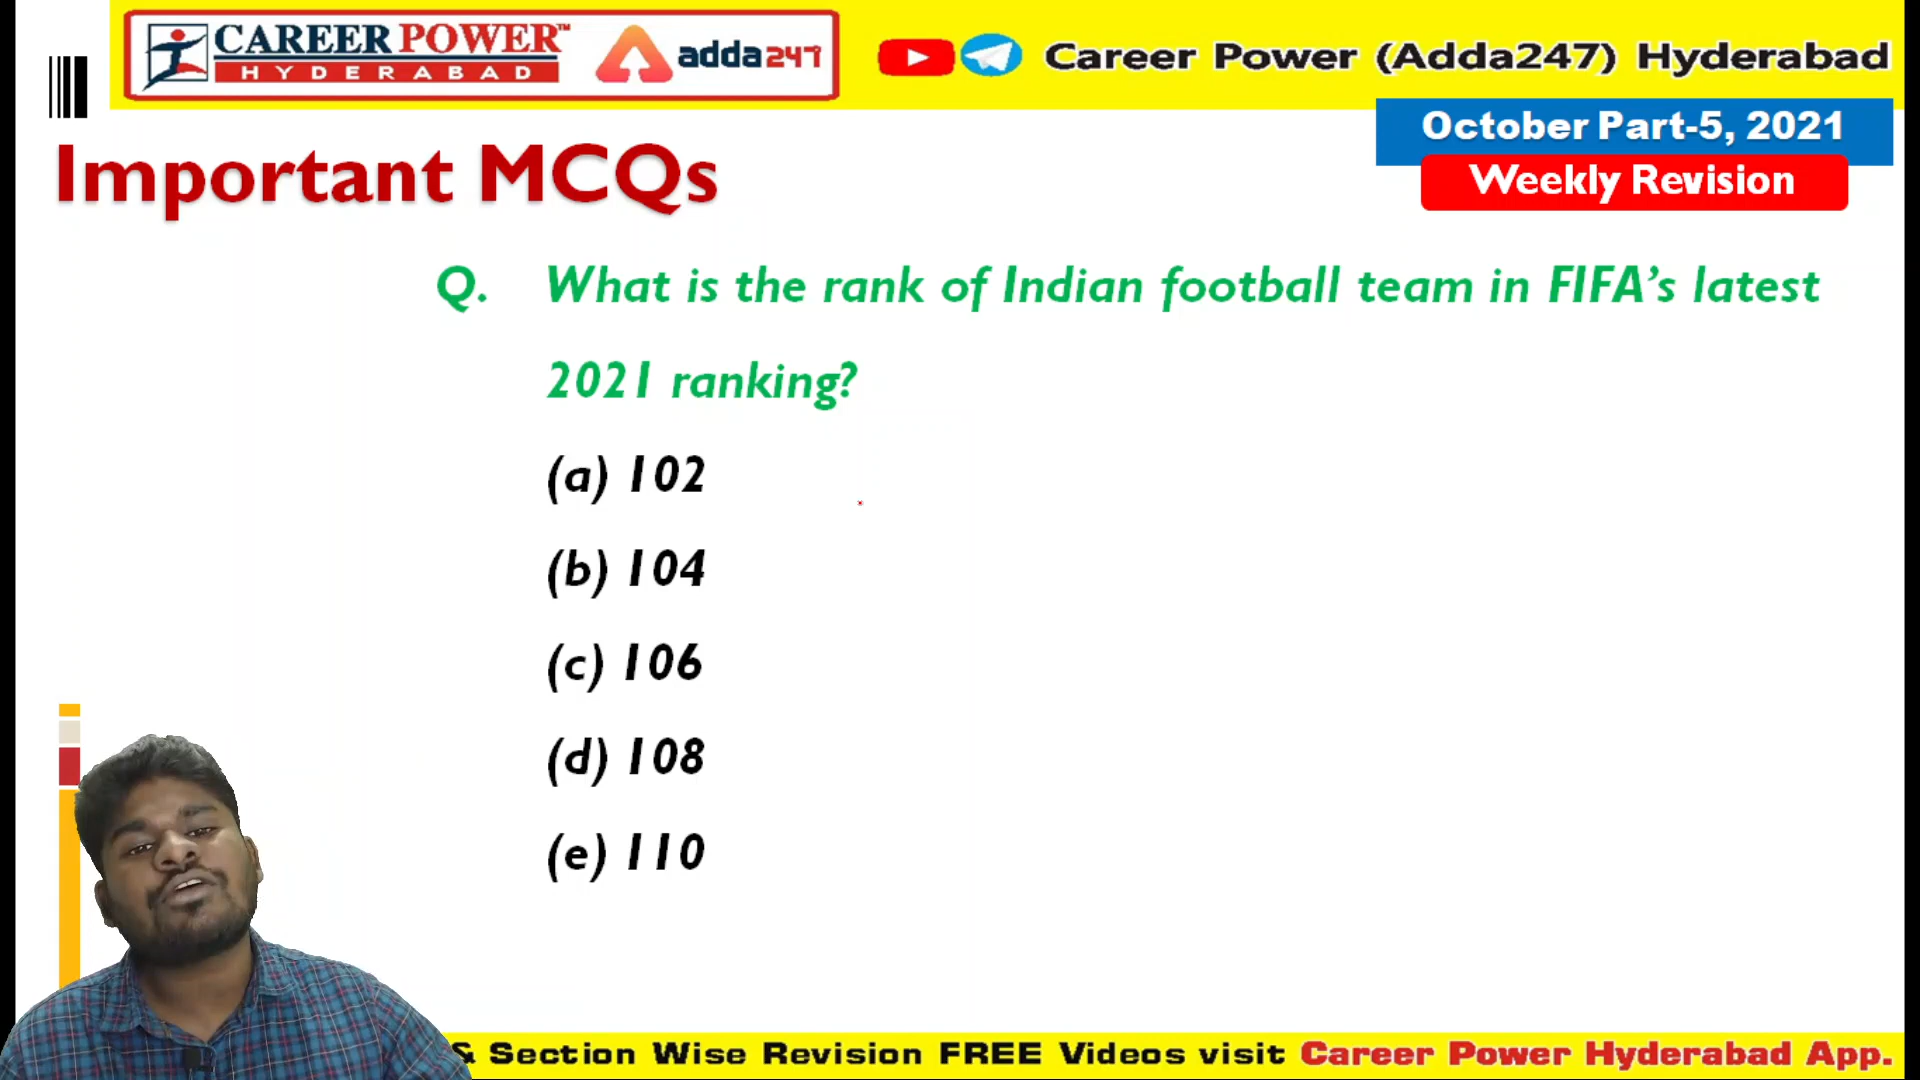 CAREER POWER™
HYDERABAD
adda247
Career Power (Adda247) Hyderabad
October Part-5, 2021
Weekly Revision
Important MCQs
Q. What is the rank of Indian football team in FIFA's latest
2021 ranking?
(a) 102
(b) 104
(c) 106
(d) 108
(e) 110
& Section Wise Revision FREE Videos visit Career Power Hyderabad App.